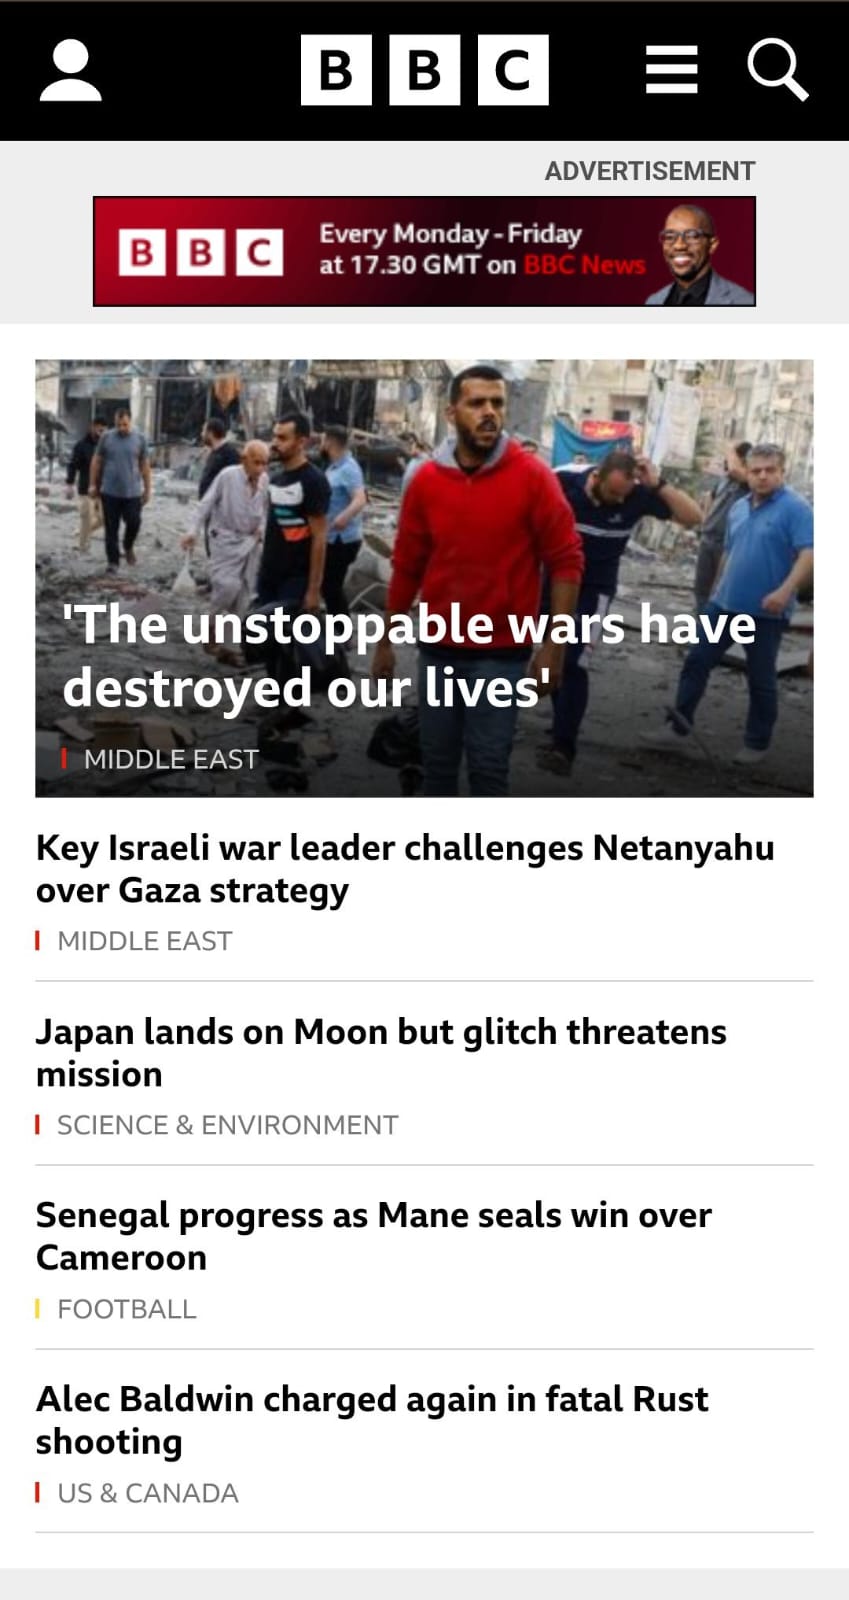 BBC
ADVERTISEMENT
BBC
Every Monday - Friday
at 17.30 GMT on BBC News
'The unstoppable wars have
destroyed our lives'
MIDDLE EAST
Key Israeli war leader challenges Netanyahu
over Gaza strategy
MIDDLE EAST
Japan lands on Moon but glitch threatens
mission
SCIENCE & ENVIRONMENT
Senegal progress as Mane seals win over
Cameroon
FOOTBALL
Alec Baldwin charged again in fatal Rust
shooting
US & CANADA